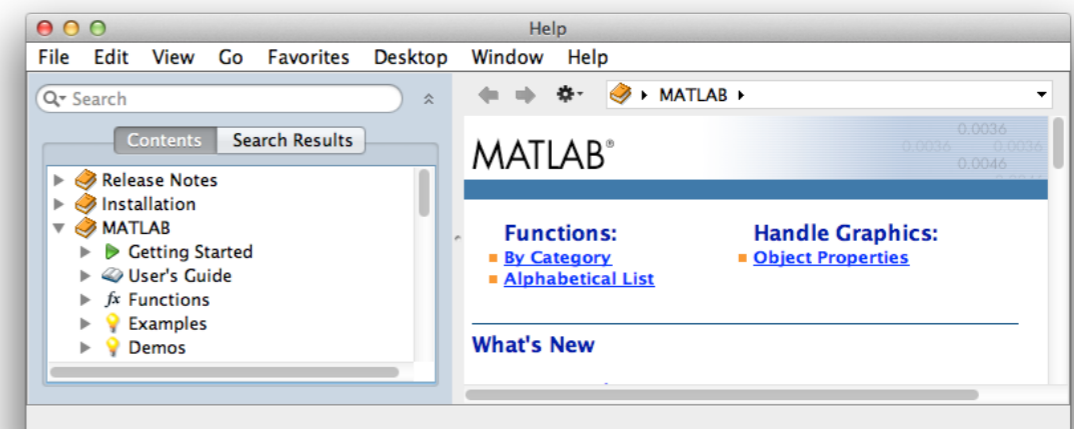 Help
File Edit View Go Favorites Desktop Window Help
Search
MATLAB
Contents Search Results
Release Notes
Installation
MATLAB
Getting Started
User's Guide
fx Functions
Examples
Demos
0.0036
0.0036 0.0036
0.0046
MATLAB®
Functions:
By Category
Alphabetical List
Handle Graphics:
Object Properties
What's New